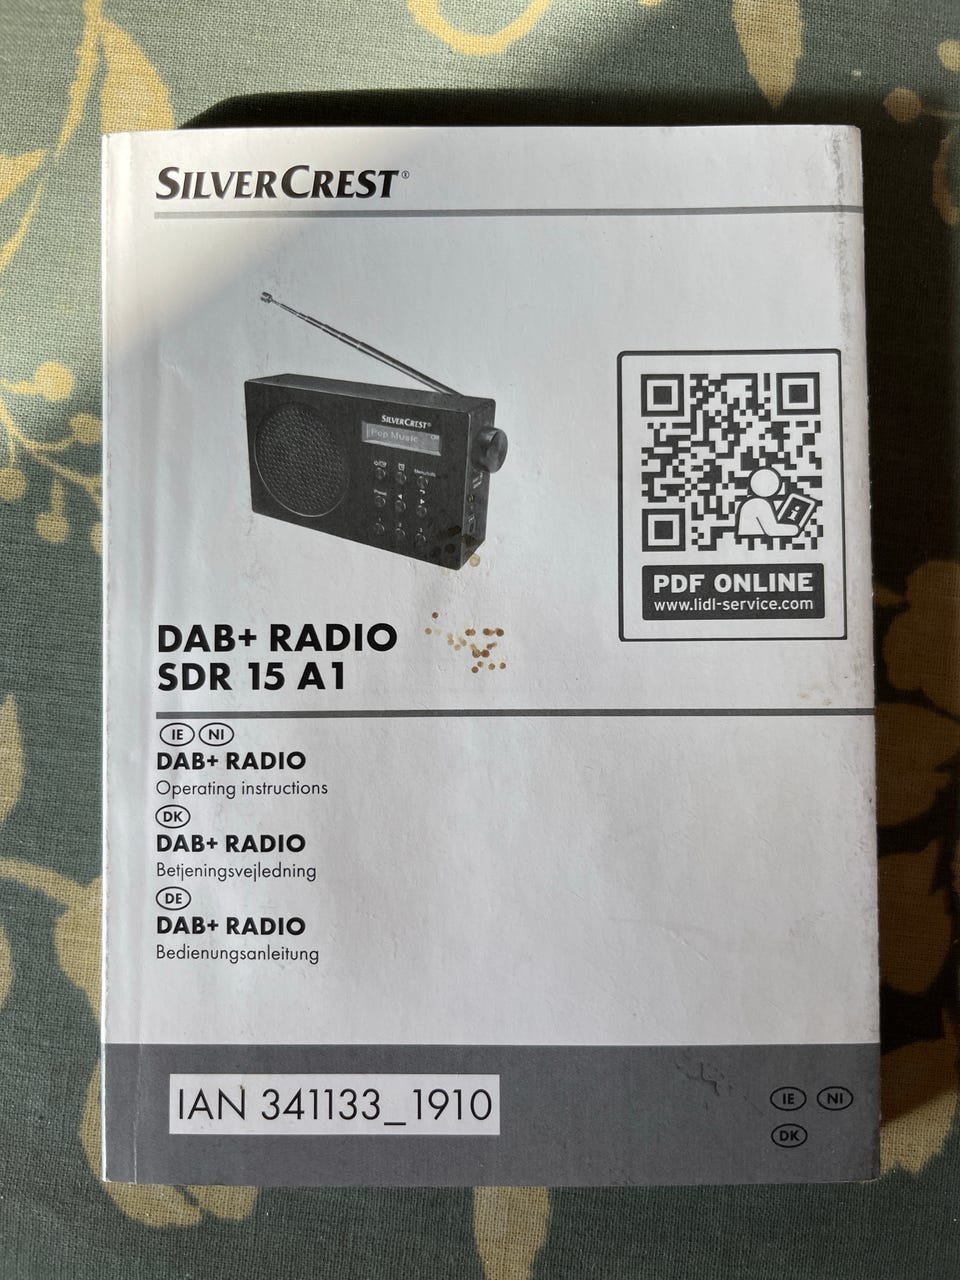 SILVERCREST®
SILVERCREST®
Pop Music
PDF ONLINE
www.lidl-service.com
DAB+ RADIO
SDR 15 A1
IE NI
DAB+ RADIO
Operating instructions
DK
DAB+ RADIO
Betjeningsvejledning
DE
DAB+ RADIO
Bedienungsanleitung
IAN 341133_1910
IE NI
DK